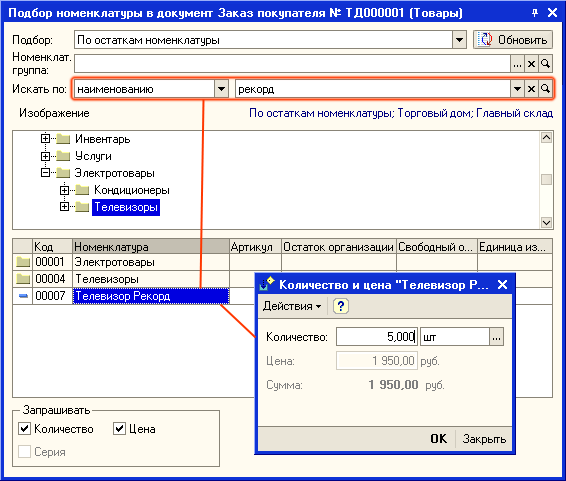 Подбор номенклатуры в документ Заказ покупателя № ТД000001 (Товары)
Подбор: По остаткам номенклатуры Обновить
Номенклат. группа:
Искать по: наименованию рекорд
Изображение По остаткам номенклатуры; Торговый дом; Главный склад
Инвентарь
Услуги
Электротовары
Кондиционеры
Телевизоры
Код Номенклатура Артикул Остаток организации Свободный о... Единица из...
00001 Электротовары
00004 Телевизоры
00007 Телевизор Рекорд
Количество и цена "Телевизор Р...
Действия
Количество: 5,000 шт ...
Цена: 1 950,00 руб.
Сумма: 1 950,00 руб.
OK Закрыть
Запрашивать
Количество Цена
Серия